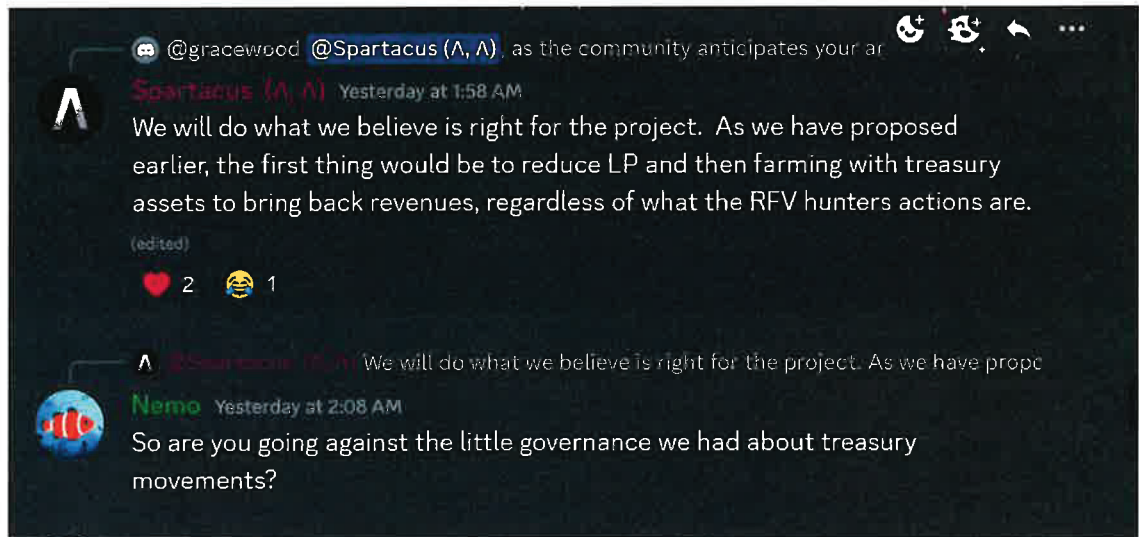 @gracewood @Spartacus (Λ, Λ), as the community anticipates your ar
Spartacus (Λ, Λ) Yesterday at 1:58 AM
We will do what we believe is right for the project. As we have proposed
earlier, the first thing would be to reduce LP and then farming with treasury
assets to bring back revenues, regardless of what the RFV hunters actions are.
(edited)
2 1
@Spartacus (Λ, Λ) We will do what we believe is right for the project. As we have propo
Nemo Yesterday at 2:08 AM
So are you going against the little governance we had about treasury
movements?